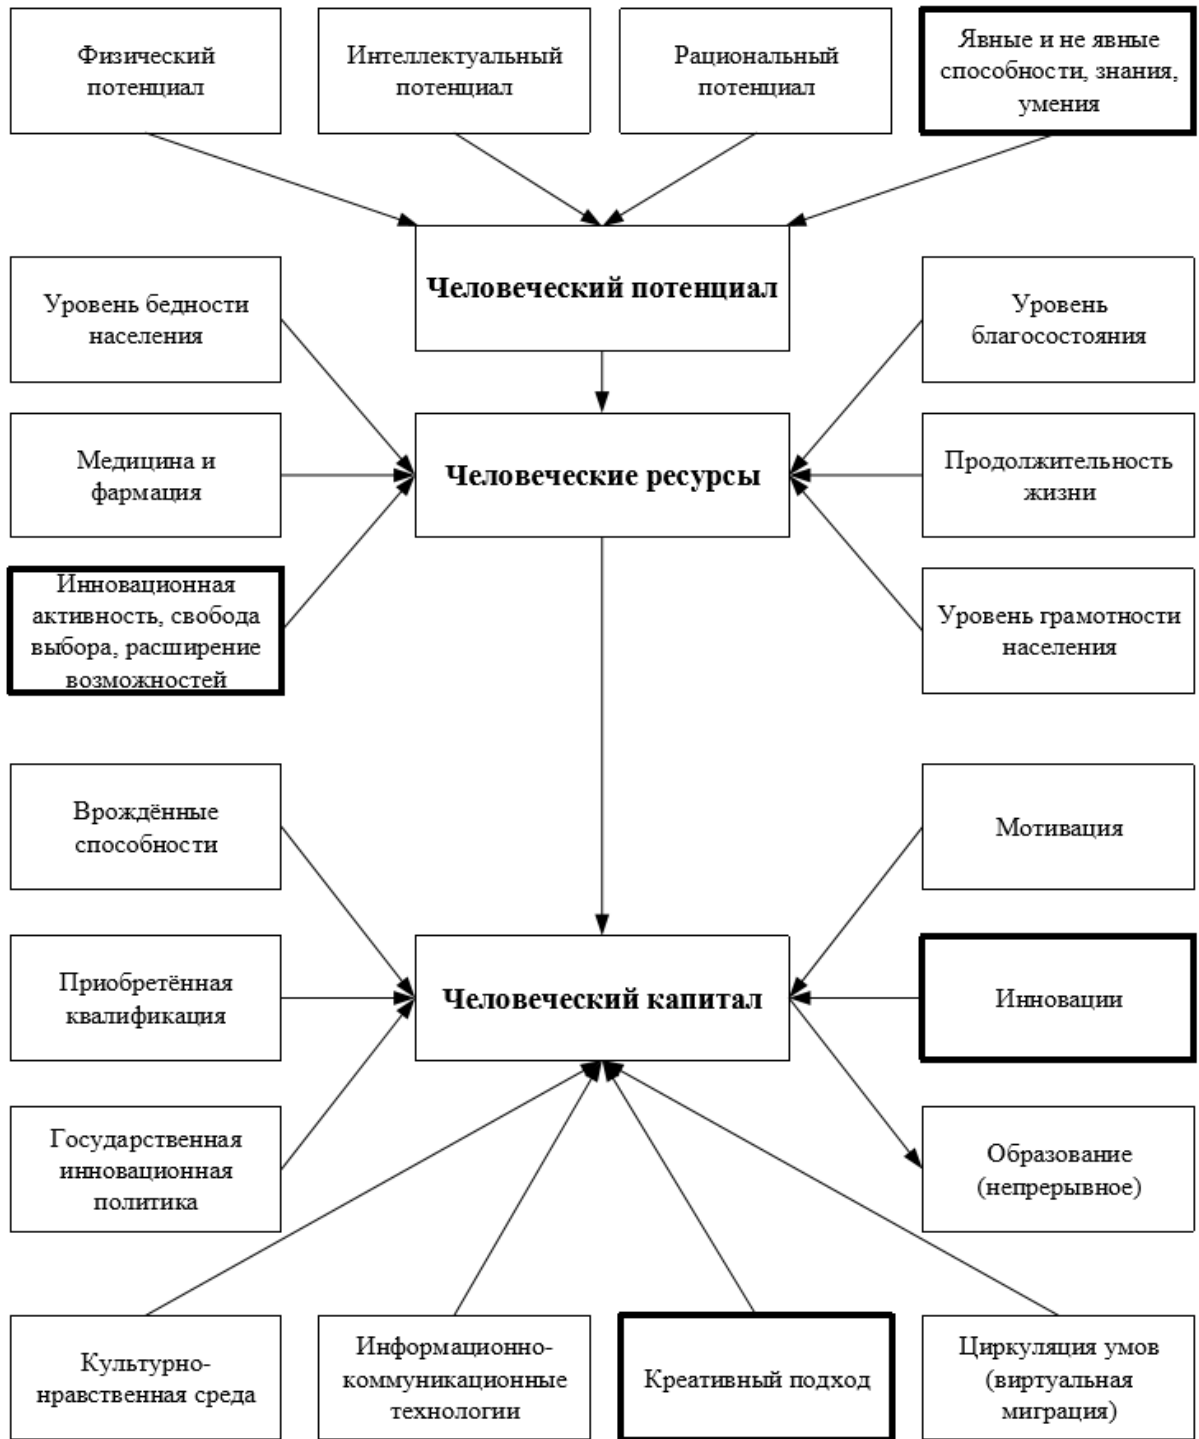 Физический
потенциал
Интеллектуальный
потенциал
Рациональный
потенциал
Явные и не явные
способности, знания,
умения
Человеческий потенциал
Уровень бедности
населения
Уровень
благосостояния
Медицина и
фармация
Человеческие ресурсы
Продолжительность
жизни
Инновационная
активность, свобода
выбора, расширение
возможностей
Уровень грамотности
населения
Врождённые
способности
Мотивация
Приобретённая
квалификация
Человеческий капитал
Инновации
Государственная
инновационная
политика
Образование
(непрерывное)
Культурно-
нравственная среда
Информационно-
коммуникационные
технологии
Креативный подход
Циркуляция умов
(виртуальная
миграция)